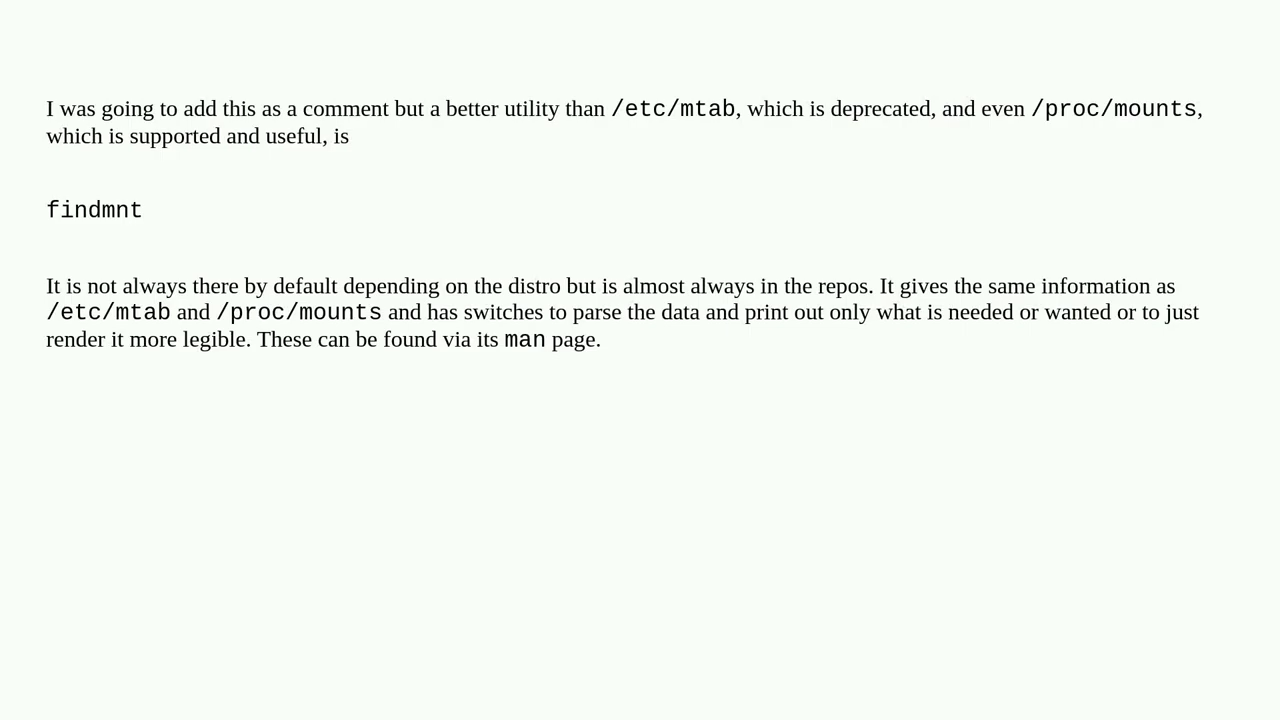 I was going to add this as a comment but a better utility than /etc/mtab, which is deprecated, and even /proc/mounts,
which is supported and useful, is
findmnt
It is not always there by default depending on the distro but is almost always in the repos. It gives the same information as
/etc/mtab and /proc/mounts and has switches to parse the data and print out only what is needed or wanted or to just
render it more legible. These can be found via its man page.